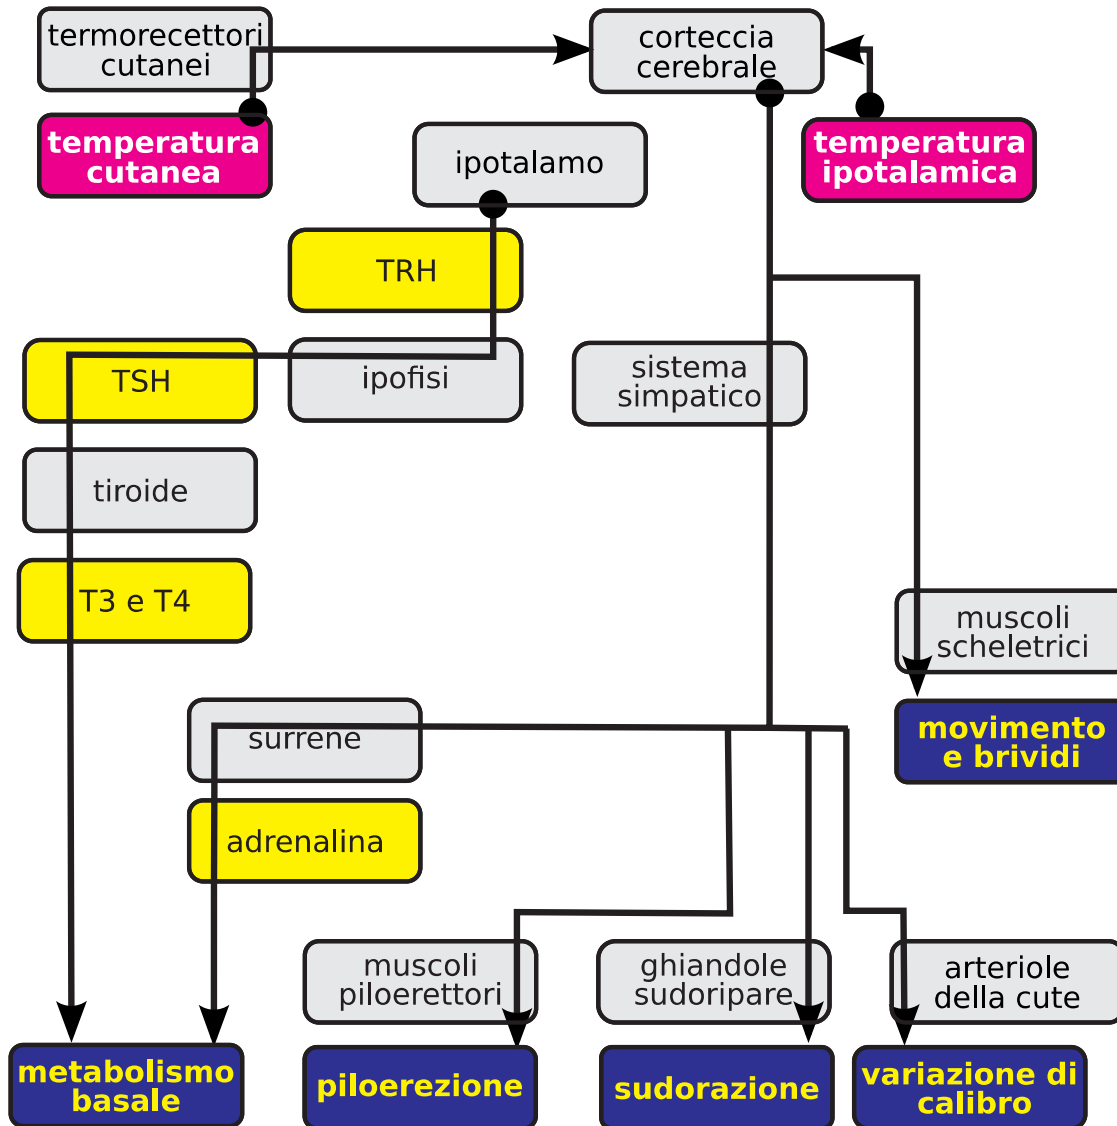 termorecettori
cutanei
corteccia
cerebrale
temperatura
cutanea
ipotalamo
temperatura
ipotalamica
TRH
TSH
ipofisi
sistema
simpatico
tiroide
T3 e T4
muscoli
scheletrici
surrene
movimento
e brividi
adrenalina
muscoli
piloerettori
ghiandole
sudoripare
arteriole
della cute
metabolismo
basale
piloerezione
sudorazione
variazione di
calibro